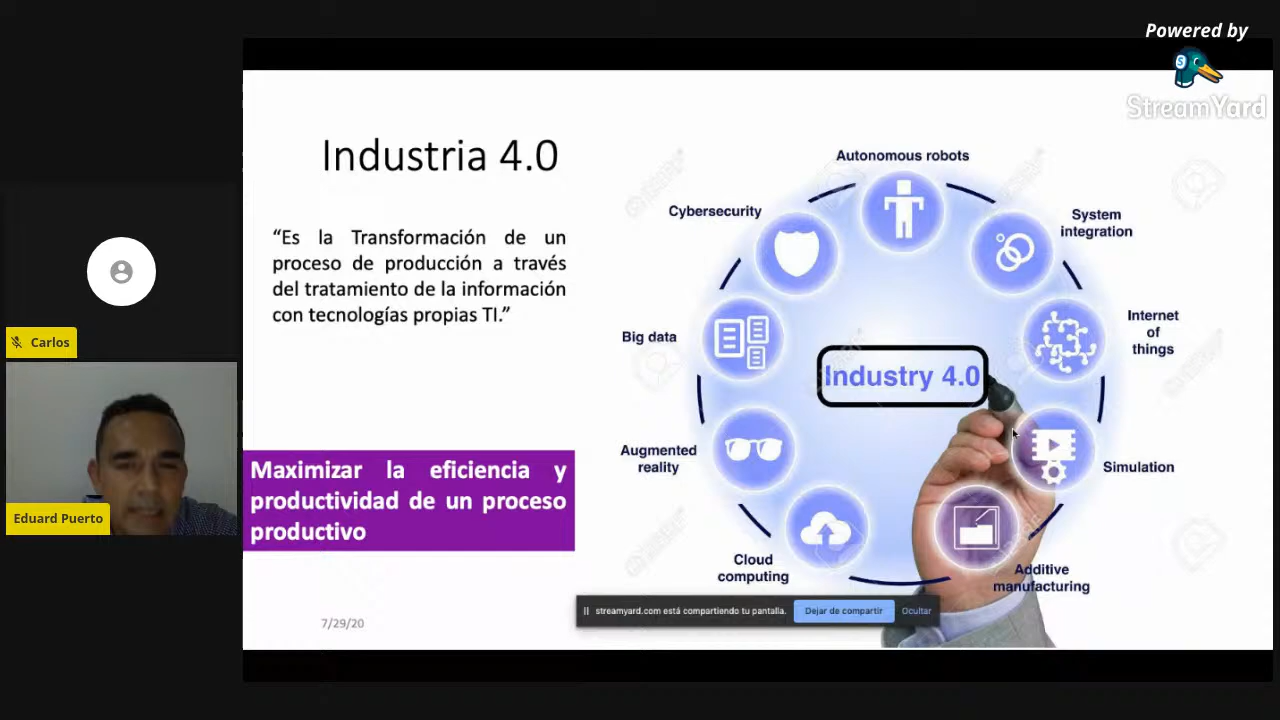 Powered by
StreamYard
Industria 4.0
“Es la Transformación de un
proceso de producción a través
del tratamiento de la información
con tecnologías propias TI.”
Maximizar la eficiencia y
productividad de un proceso
productivo
7/29/20
Autonomous robots
Cybersecurity
System
integration
Big data
Internet
of
things
Industry 4.0
Augmented
reality
Simulation
Cloud
computing
Additive
manufacturing
streamyard.com está compartiendo tu pantalla.
Dejar de compartir
Ocultar
Carlos
Eduard Puerto